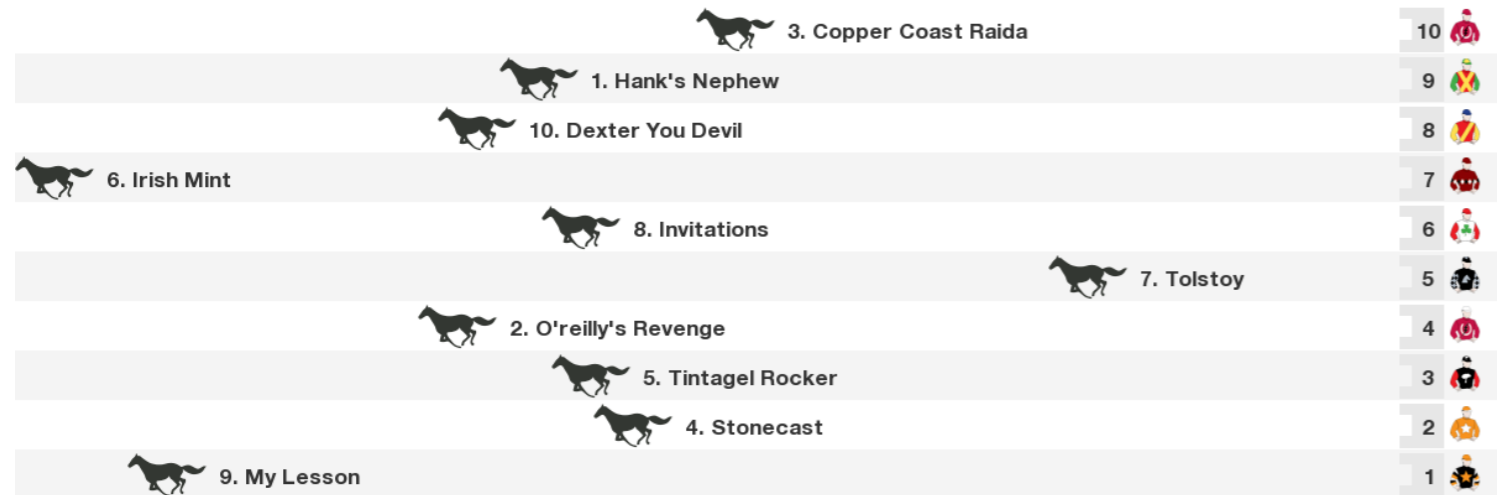 3. Copper Coast Raida 10
1. Hank's Nephew 9
10. Dexter You Devil 8
6. Irish Mint 7
8. Invitations 6
7. Tolstoy 5
2. O'reilly's Revenge 4
5. Tintagel Rocker 3
4. Stonecast 2
9. My Lesson 1